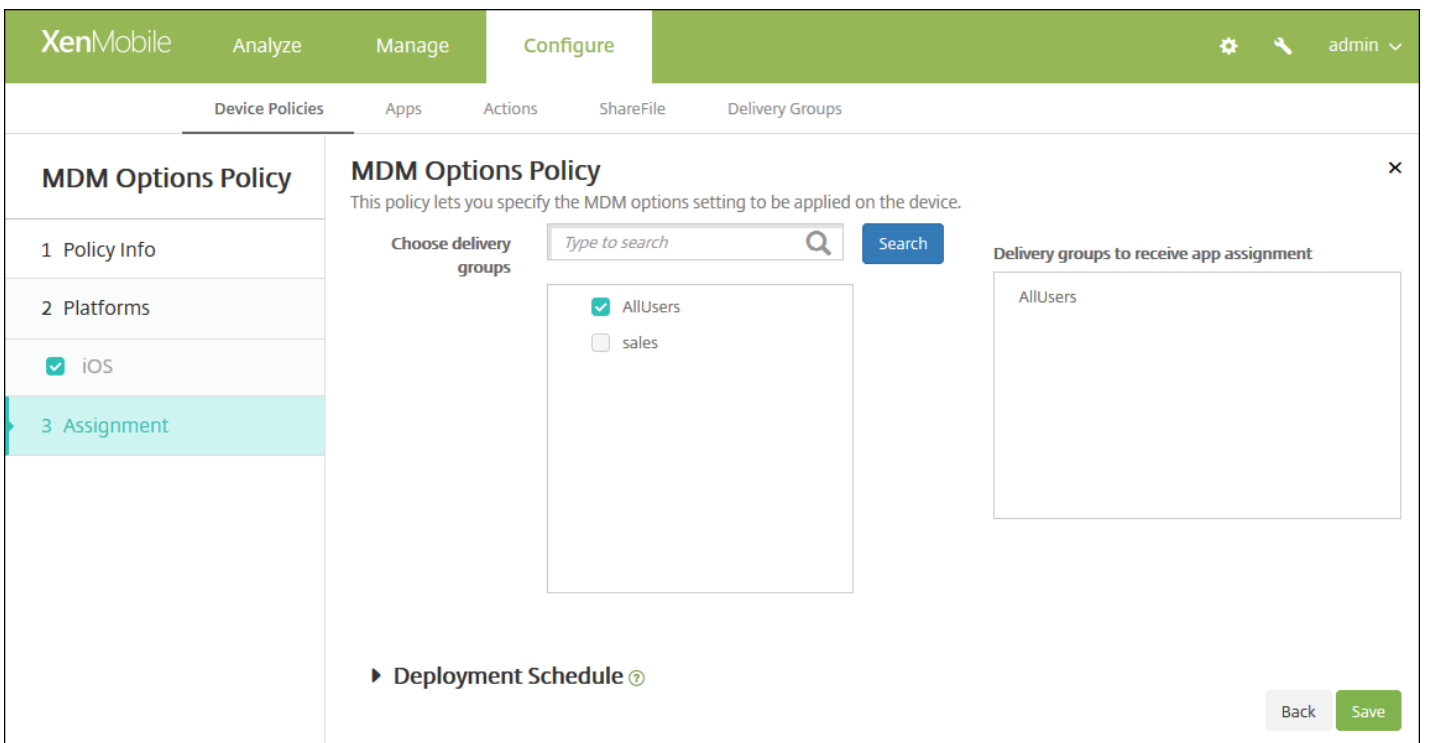 XenMobile Analyze Manage Configure admin
Device Policies Apps Actions ShareFile Delivery Groups
MDM Options Policy
1 Policy Info
2 Platforms
iOS
3 Assignment
MDM Options Policy
This policy lets you specify the MDM options setting to be applied on the device.
Choose delivery
groups
Type to search
Search
AllUsers
sales
Delivery groups to receive app assignment
AllUsers
Deployment Schedule ?
Back Save